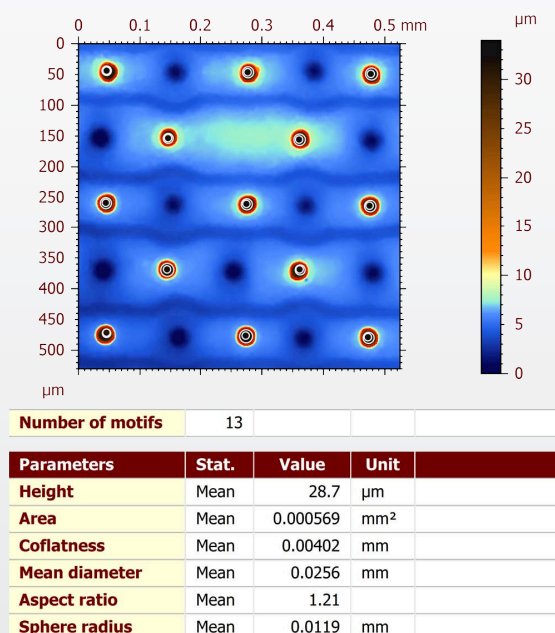 0 0.1 0.2 0.3 0.4 0.5 mm
µm
0
50
100
150
200
250
300
350
400
450
500
µm
30
25
20
15
10
5
0
Number of motifs 13
Parameters Stat. Value Unit
Height Mean 28.7 µm
Area Mean 0.000569 mm²
Coflatness Mean 0.00402 mm
Mean diameter Mean 0.0256 mm
Aspect ratio Mean 1.21
Sphere radius Mean 0.0119 mm